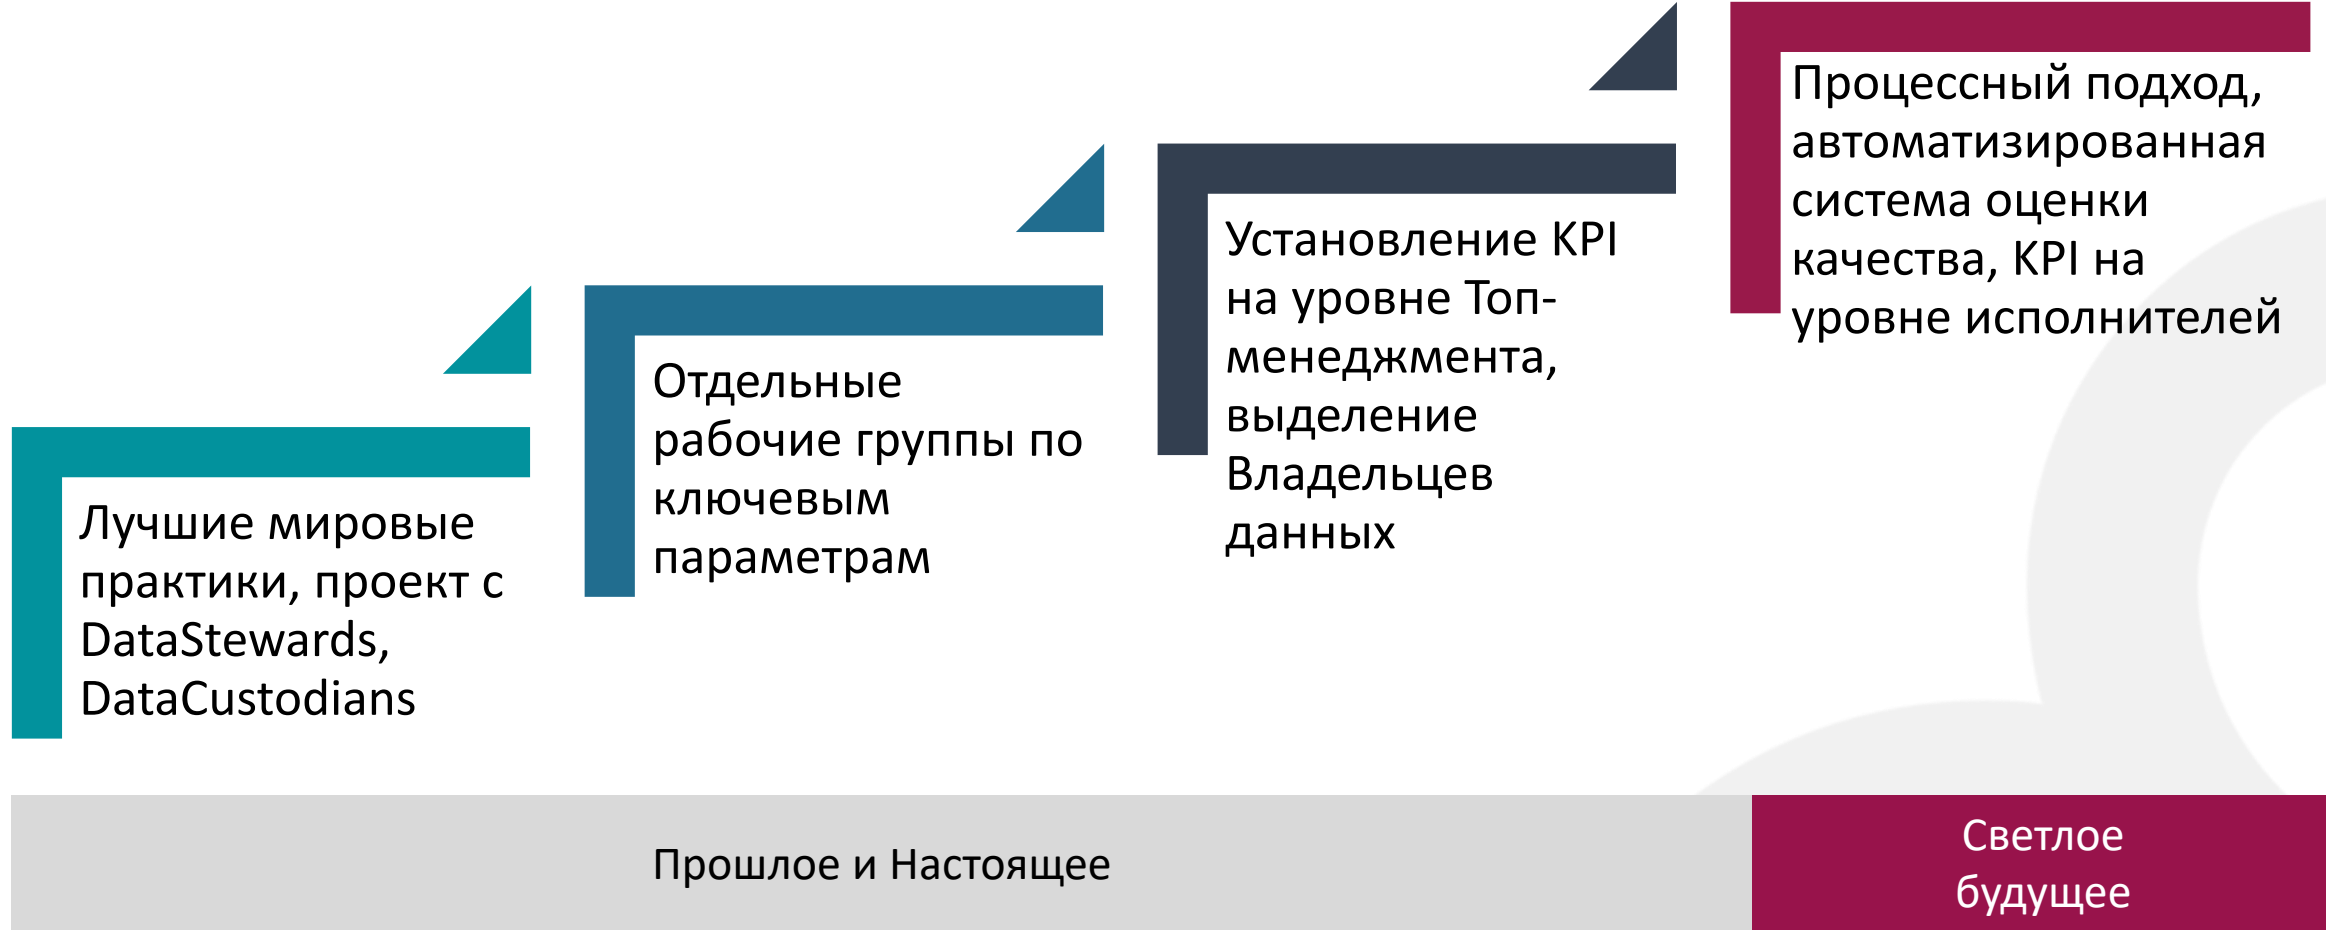 Лучшие мировые
практики, проект с
DataStewards,
DataCustodians
Отдельные
рабочие группы по
ключевым
параметрам
Установление KPI
на уровне Топ-
менеджмента,
выделение
Владельцев
данных
Процессный подход,
автоматизированная
система оценки
качества, KPI на
уровне исполнителей
Прошлое и Настоящее
Светлое
будущее